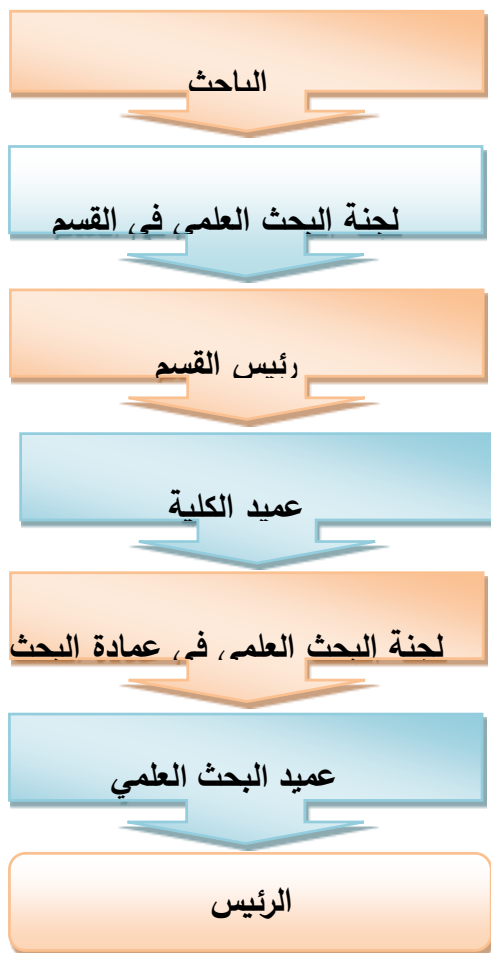 الباحث
لجنة البحث العلمي في القسم
رئيس القسم
عميد الكلية
لجنة البحث العلمي في عمادة البحث
عميد البحث العلمي
الرئيس